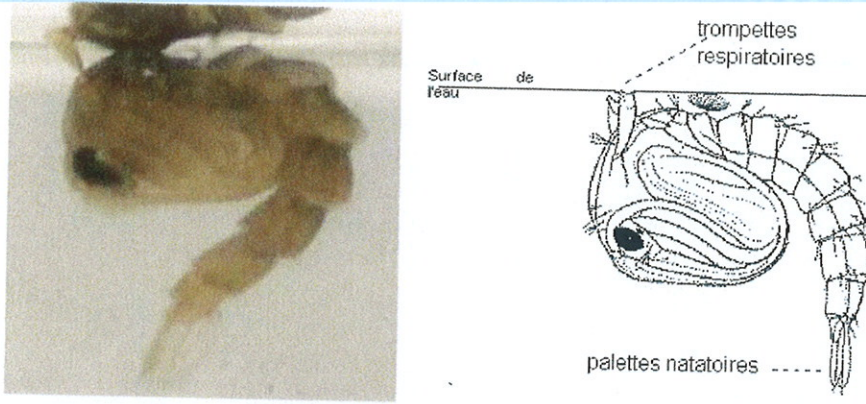 trompettes
respiratoires
Surface de
l'eau
palettes natatoires